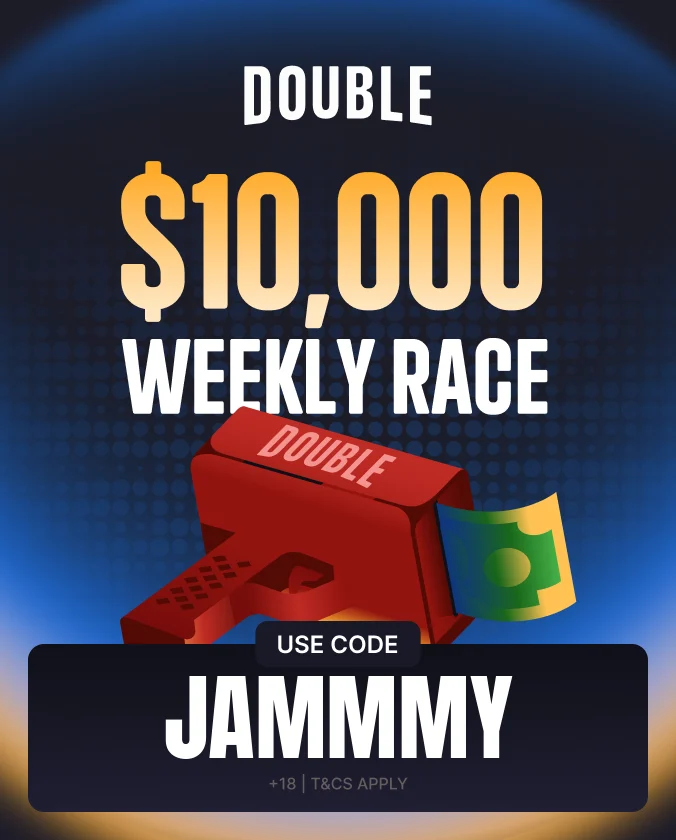 DOUBLE
$10,000
WEEKLY RACE
DOUBLE
USE CODE
JAMMMY
+18 | T&CS APPLY